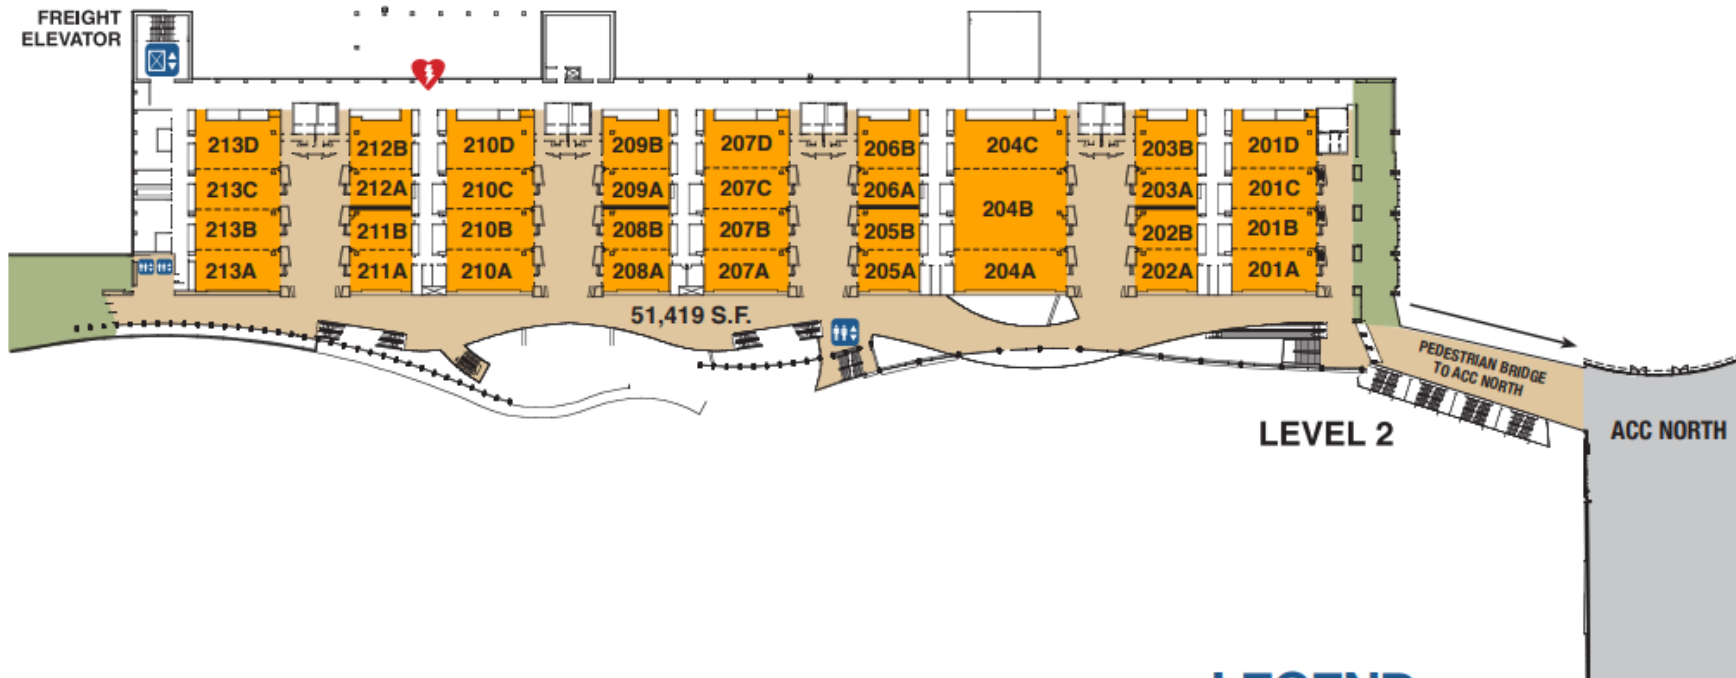 FREIGHT
ELEVATOR
213D 212B 210D 209B 207D 206B 204C 203B 201D
213C 212A 210C 209A 207C 206A 204B 203A 201C
213B 211B 210B 208B 207B 205B 202B 201B
213A 211A 210A 208A 207A 205A 204A 202A 201A
51,419 S.F.
PEDESTRIAN BRIDGE
TO ACC NORTH
LEVEL 2
ACC NORTH
LEGEND